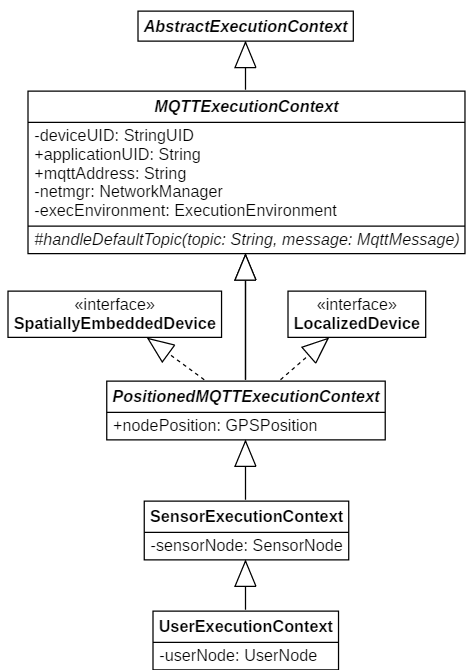 AbstractExecutionContext
MQTTExecutionContext
-deviceUID: StringUID
+applicationUID: String
+mqttAddress: String
-netmgr: NetworkManager
-execEnvironment: ExecutionEnvironment
#handleDefaultTopic(topic: String, message: MqttMessage)
«interface»
SpatiallyEmbeddedDevice
«interface»
LocalizedDevice
PositionedMQTTExecutionContext
+nodePosition: GPSPosition
SensorExecutionContext
-sensorNode: SensorNode
UserExecutionContext
-userNode: UserNode